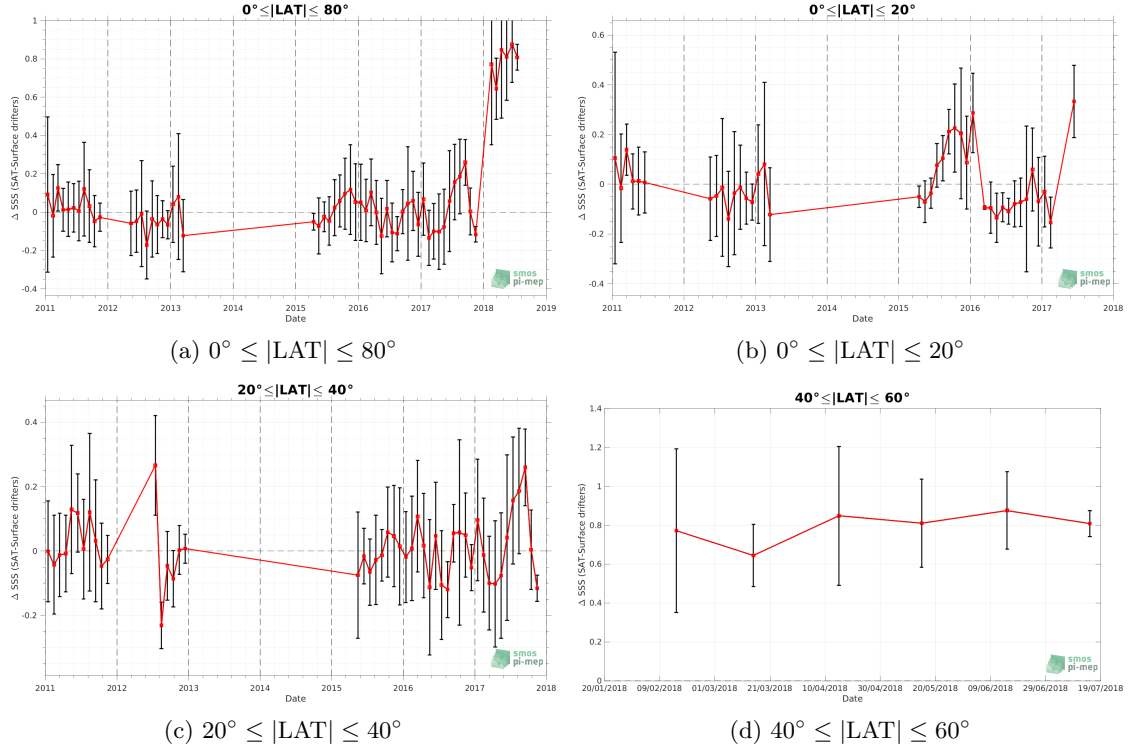 0°≤|LAT|≤ 80°
Δ SSS (SAT-Surface drifters)
1
0.8
0.6
0.4
0.2
0
-0.2
-0.4
2011 2012 2013 2014 2015 2016 2017 2018 2019
Date
smos
pi-mep
(a) 0° ≤ |LAT| ≤ 80°
0°≤|LAT|≤ 20°
Δ SSS (SAT-Surface drifters)
0.6
0.4
0.2
0
-0.2
-0.4
2011 2012 2013 2014 2015 2016 2017 2018
Date
smos
pi-mep
(b) 0° ≤ |LAT| ≤ 20°
20°≤|LAT|≤ 40°
Δ SSS (SAT-Surface drifters)
0.4
0.2
0
-0.2
2011 2012 2013 2014 2015 2016 2017 2018
Date
smos
pi-mep
(c) 20° ≤ |LAT| ≤ 40°
40°≤|LAT|≤ 60°
Δ SSS (SAT-Surface drifters)
1.4
1.2
1
0.8
0.6
0.4
0.2
0
20/01/2018 09/02/2018 01/03/2018 21/03/2018 10/04/2018 30/04/2018 20/05/2018 09/06/2018 29/06/2018 19/07/2018
Date
smos
pi-mep
(d) 40° ≤ |LAT| ≤ 60°